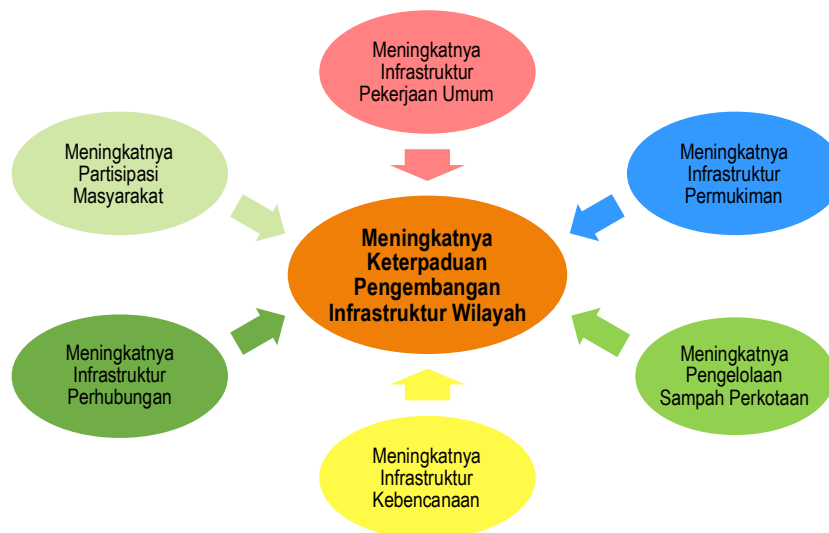 Meningkatnya
Infrastruktur
Pekerjaan Umum
Meningkatnya
Partisipasi
Masyarakat
Meningkatnya
Infrastruktur
Permukiman
Meningkatnya
Keterpaduan
Pengembangan
Infrastruktur Wilayah
Meningkatnya
Infrastruktur
Perhubungan
Meningkatnya
Pengelolaan
Sampah Perkotaan
Meningkatnya
Infrastruktur
Kebencanaan